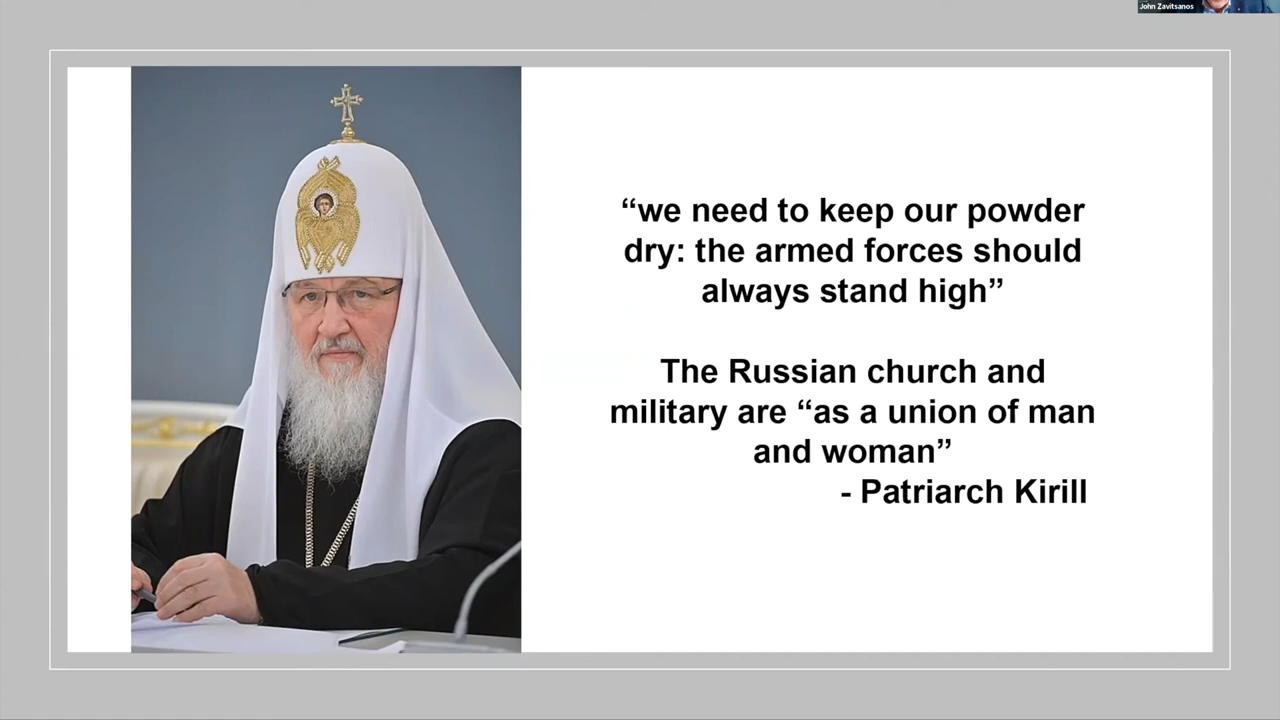 John Zavitsanos
“we need to keep our powder
dry: the armed forces should
always stand high”
The Russian church and
military are “as a union of man
and woman”
- Patriarch Kirill